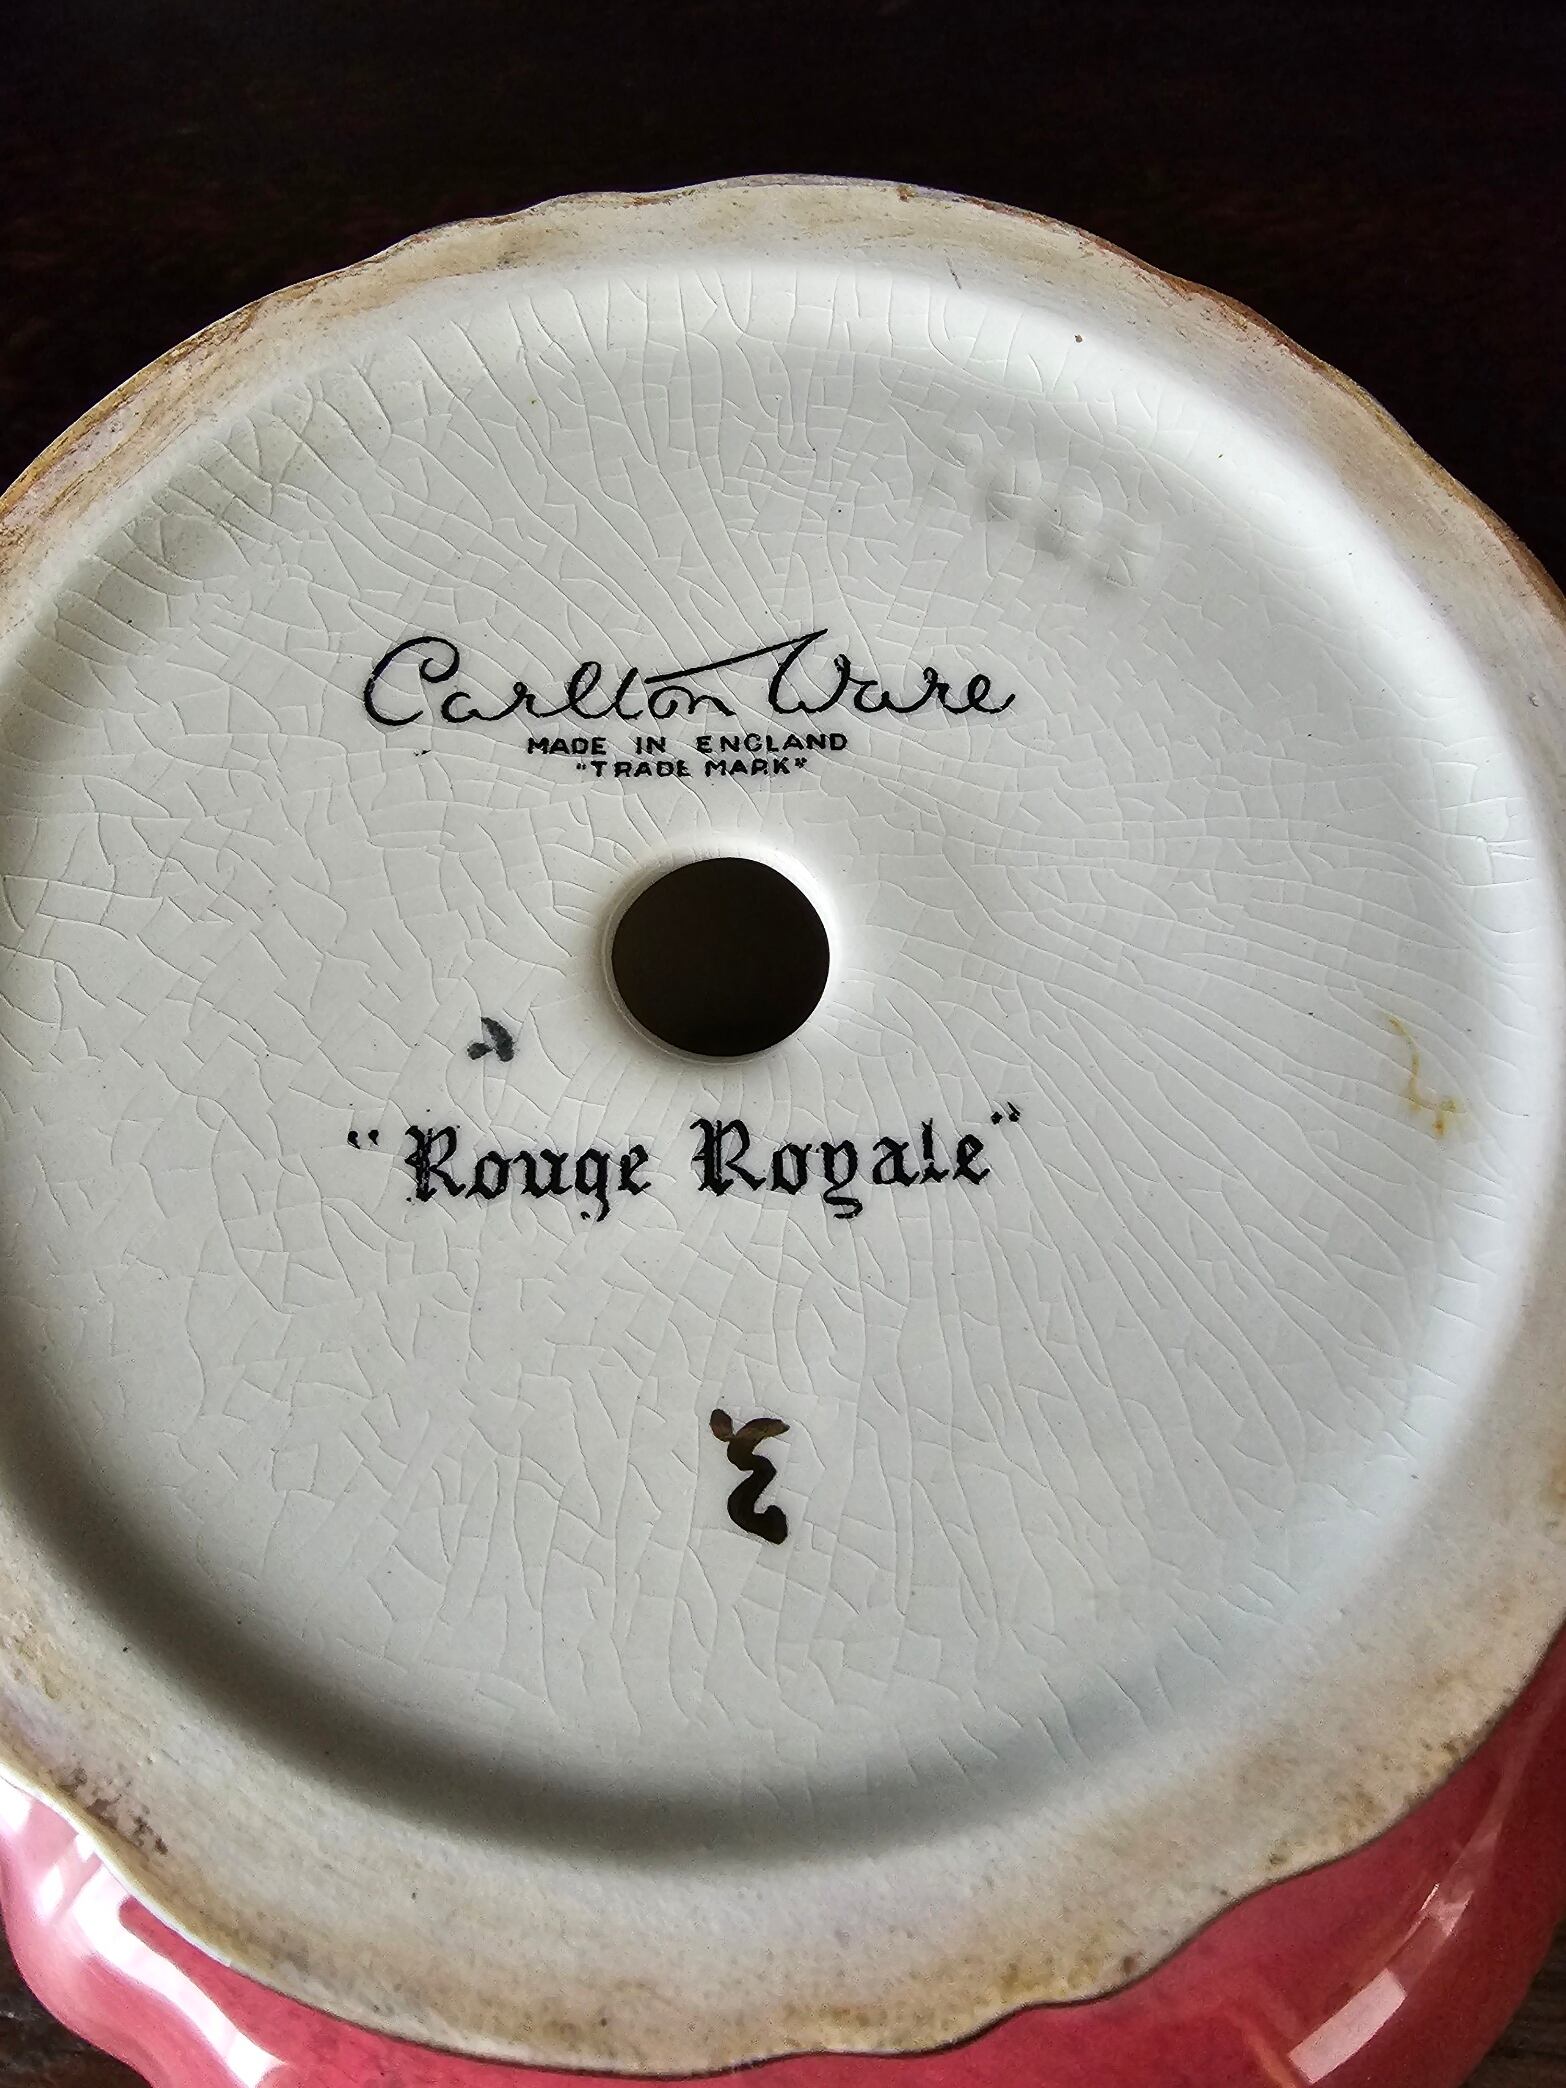 Carlton Ware
MADE IN ENGLAND
"TRADE MARK"
"Rouge Royale"